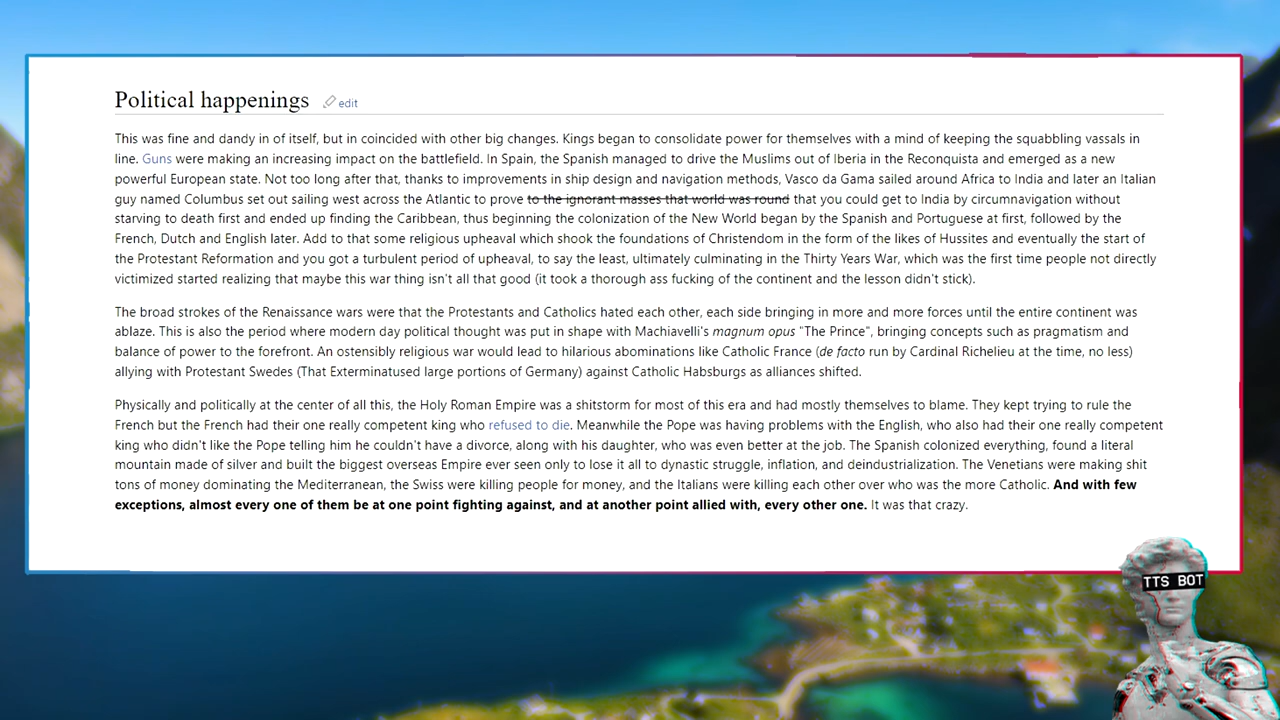 Political happenings edit
This was fine and dandy in of itself, but in coincided with other big changes. Kings began to consolidate power for themselves with a mind of keeping the squabbling vassals in
line. Guns were making an increasing impact on the battlefield. In Spain, the Spanish managed to drive the Muslims out of Iberia in the Reconquista and emerged as a new
powerful European state. Not too long after that, thanks to improvements in ship design and navigation methods, Vasco da Gama sailed around Africa to India and later an Italian
guy named Columbus set out sailing west across the Atlantic to prove to the ignorant masses that world was round that you could get to India by circumnavigation without
starving to death first and ended up finding the Caribbean, thus beginning the colonization of the New World began by the Spanish and Portuguese at first, followed by the
French, Dutch and English later. Add to that some religious upheaval which shook the foundations of Christendom in the form of the likes of Hussites and eventually the start of
the Protestant Reformation and you got a turbulent period of upheaval, to say the least, ultimately culminating in the Thirty Years War, which was the first time people not directly
victimized started realizing that maybe this war thing isn't all that good (it took a thorough ass fucking of the continent and the lesson didn't stick).
The broad strokes of the Renaissance wars were that the Protestants and Catholics hated each other, each side bringing in more and more forces until the entire continent was
ablaze. This is also the period where modern day political thought was put in shape with Machiavelli's magnum opus "The Prince", bringing concepts such as pragmatism and
balance of power to the forefront. An ostensibly religious war would lead to hilarious abominations like Catholic France (de facto run by Cardinal Richelieu at the time, no less)
allying with Protestant Swedes (That Exterminatused large portions of Germany) against Catholic Habsburgs as alliances shifted.
Physically and politically at the center of all this, the Holy Roman Empire was a shitstorm for most of this era and had mostly themselves to blame. They kept trying to rule the
French but the French had their one really competent king who refused to die. Meanwhile the Pope was having problems with the English, who also had their one really competent
king who didn't like the Pope telling him he couldn't have a divorce, along with his daughter, who was even better at the job. The Spanish colonized everything, found a literal
mountain made of silver and built the biggest overseas Empire ever seen only to lose it all to dynastic struggle, inflation, and deindustrialization. The Venetians were making shit
tons of money dominating the Mediterranean, the Swiss were killing people for money, and the Italians were killing each other over who was the more Catholic. And with few
exceptions, almost every one of them be at one point fighting against, and at another point allied with, every other one. It was that crazy.
TTS BOT